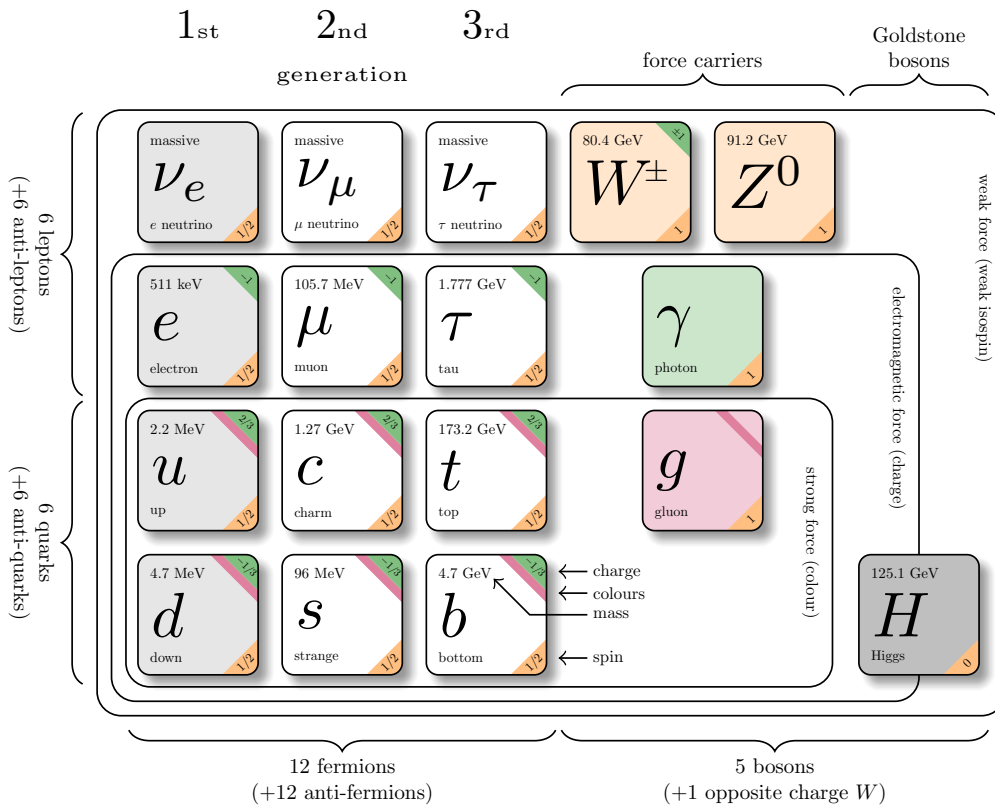 1st 2nd 3rd
generation
force carriers
Goldstone
bosons
6 leptons
(+6 anti-leptons)
6 quarks
(+6 anti-quarks)
massive
νe
e neutrino
1/2
massive
νμ
μ neutrino
1/2
massive
ντ
τ neutrino
1/2
80.4 GeV
±1
W±
1
91.2 GeV
Z0
1
511 keV
−1
e
electron
1/2
105.7 MeV
−1
μ
muon
1/2
1.777 GeV
−1
τ
tau
1/2
γ
photon
1
2.2 MeV
2/3
u
up
1/2
1.27 GeV
2/3
c
charm
1/2
173.2 GeV
2/3
t
top
1/2
g
gluon
1
4.7 MeV
−1/3
d
down
1/2
96 MeV
−1/3
s
strange
1/2
4.7 GeV
−1/3
b
bottom
1/2
charge
colours
mass
spin
125.1 GeV
H
Higgs
0
strong force (colour)
electromagnetic force (charge)
weak force (weak isospin)
12 fermions
(+12 anti-fermions)
5 bosons
(+1 opposite charge W)